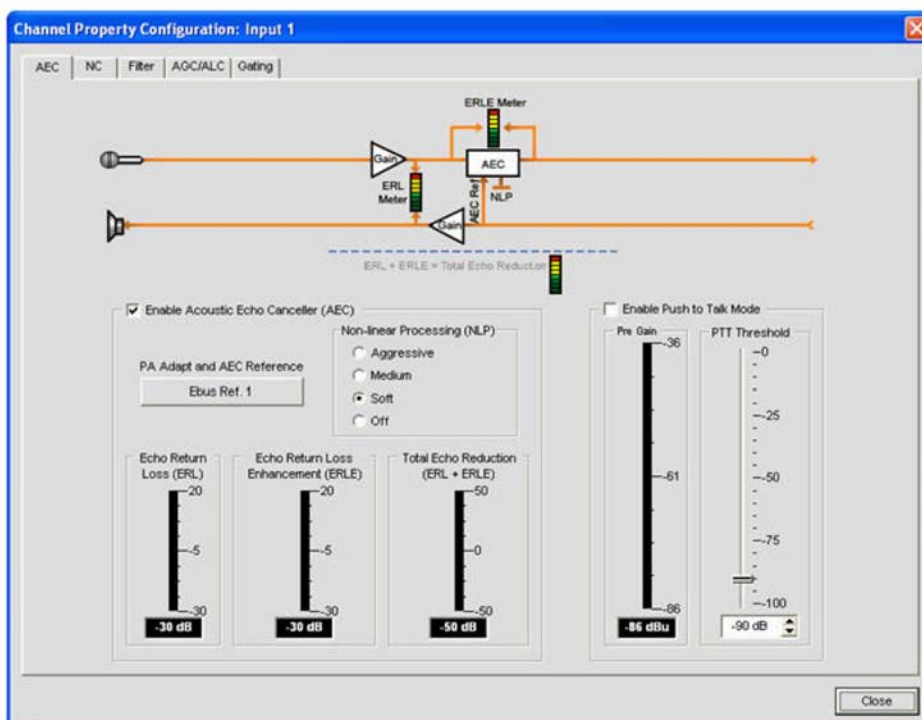 Channel Property Configuration: Input 1
AEC NC Filter AGC/ALC Gating
ERLE Meter
Gain
AEC
ERL
Meter
AEC Ref
NLP
Gain
ERL + ERLE = Total Echo Reduction
Enable Acoustic Echo Canceller (AEC)
PA Adapt and AEC Reference
Ebus Ref. 1
Non-linear Processing (NLP)
Aggressive
Medium
Soft
Off
Echo Return
Loss (ERL)
20
-5
-30
-30 dB
Echo Return Loss
Enhancement (ERLE)
20
-5
-30
-30 dB
Total Echo Reduction
(ERL + ERLE)
50
0
-50
-50 dB
Enable Push to Talk Mode
Pre Gain
-36
-61
-86
-86 dBu
PTT Threshold
0
-25
-50
-75
-100
-90 dB
Close